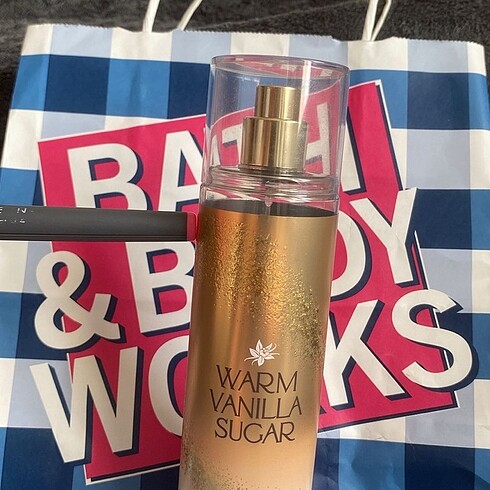 BATH
& BODY
WORKS
WARM
VANILLA
SUGAR